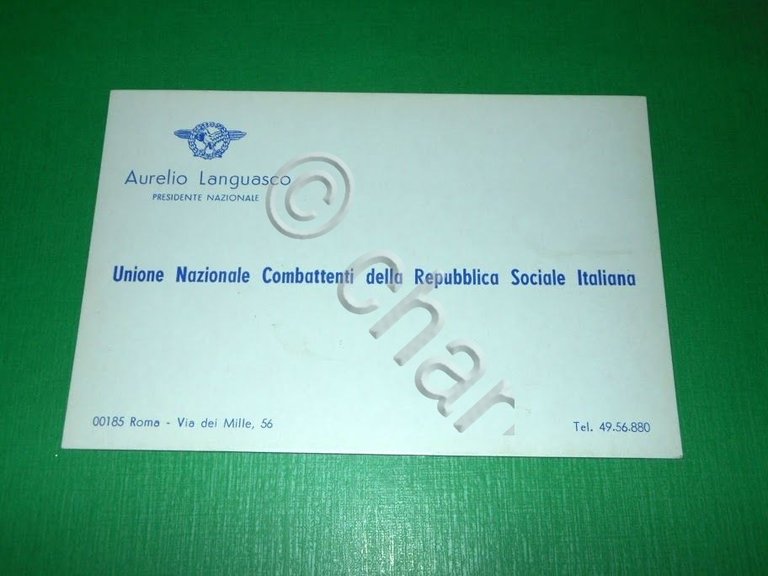 Aurelio Languasco
PRESIDENTE NAZIONALE
Unione Nazionale Combattenti della Repubblica Sociale Italiana
00185 Roma - Via dei Mille, 56
Tel. 49.56.880
© chan